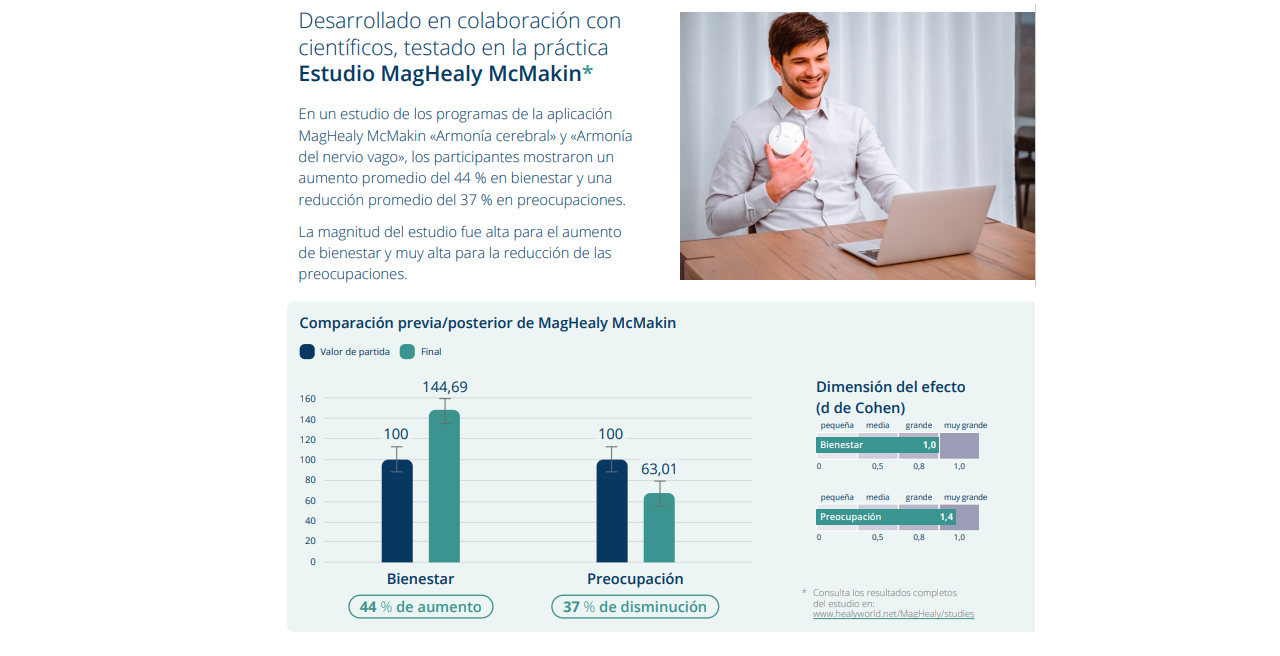 Desarrollado en colaboración con
científicos, testado en la práctica
Estudio MagHealy McMakin*
En un estudio de los programas de la aplicación
MagHealy McMakin «Armonía cerebral» y «Armonía
del nervio vago», los participantes mostraron un
aumento promedio del 44 % en bienestar y una
reducción promedio del 37 % en preocupaciones.
La magnitud del estudio fue alta para el aumento
de bienestar y muy alta para la reducción de las
preocupaciones.
Comparación previa/posterior de MagHealy McMakin
Valor de partida Final
160
140
120
100
80
60
40
20
0
100
144,69
100
63,01
Bienestar
44 % de aumento
Preocupación
37 % de disminución
Dimensión del efecto
(d de Cohen)
pequeña media grande muy grande
Bienestar 1,0
0 0,5 0,8 1,0
pequeña media grande muy grande
Preocupación 1,4
0 0,5 0,8 1,0
* Consulta los resultados completos
del estudio en:
www.healyworld.net/MagHealy/studies